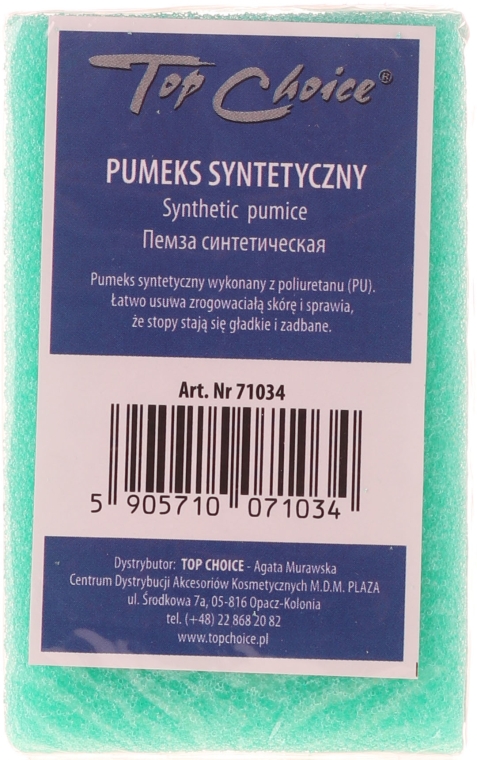 Top Choice®
PUMEKS SYNTETYCZNY
Synthetic pumice
Пемза синтетическая
Pumeks syntetyczny wykonany z poliuretanu (PU).
Łatwo usuwa zrogowaciałą skórę i sprawia,
że stopy stają się gładkie i zadbane.
Art. Nr 71034
5 905710 071034
Dystrybutor: TOP CHOICE - Agata Murawska
Centrum Dystrybucji Akcesoriów Kosmetycznych M.D.M. PLAZA
ul. Środkowa 7a, 05-816 Opacz-Kolonia
tel. (+48) 22 868 20 82
www.topchoice.pl